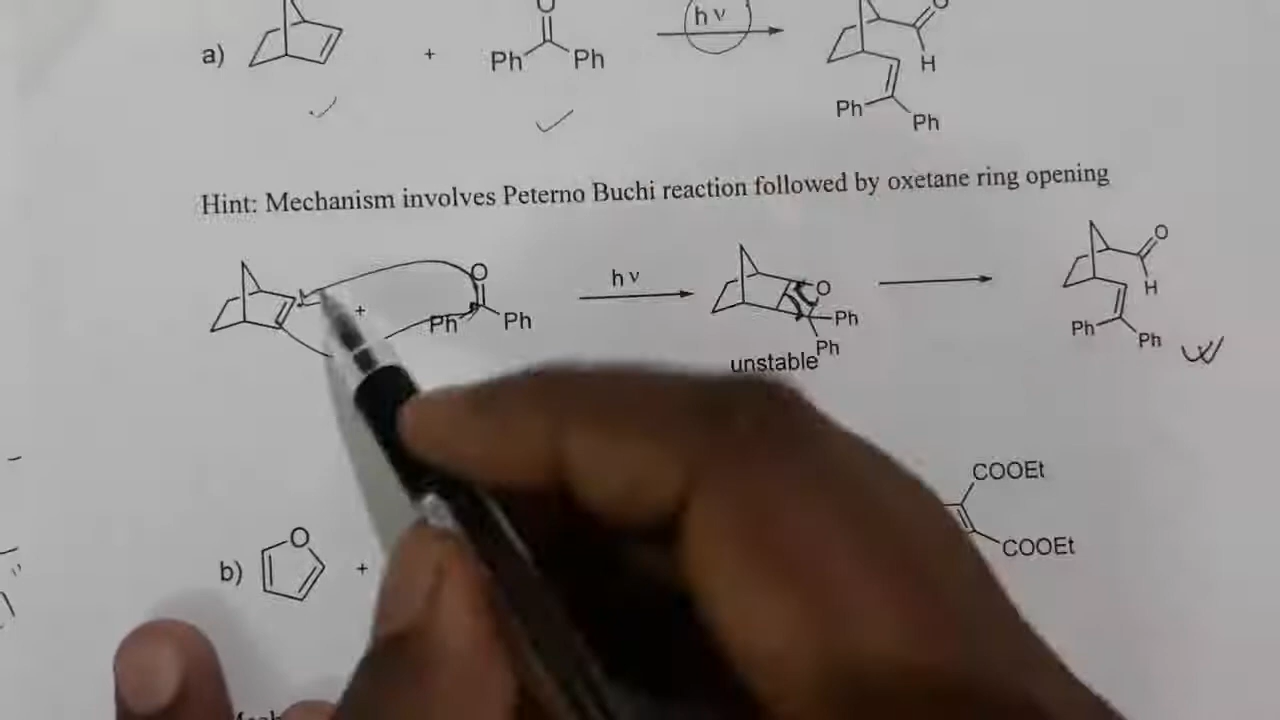 a) + O Ph Ph hν O H Ph Ph
Hint: Mechanism involves Peterno Buchi reaction followed by oxetane ring opening
+ O Ph Ph hν O Ph Ph O H Ph Ph
unstable
COOEt
COOEt
b) O +